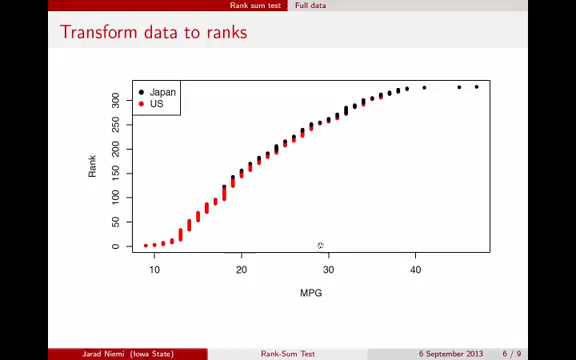 Rank sum test Full data
Transform data to ranks
Japan
US
Rank
0
50
100
150
200
250
300
10 20 30 40
MPG
Jarad Niemi (Iowa State) Rank-Sum Test 6 September 2013 6 / 9